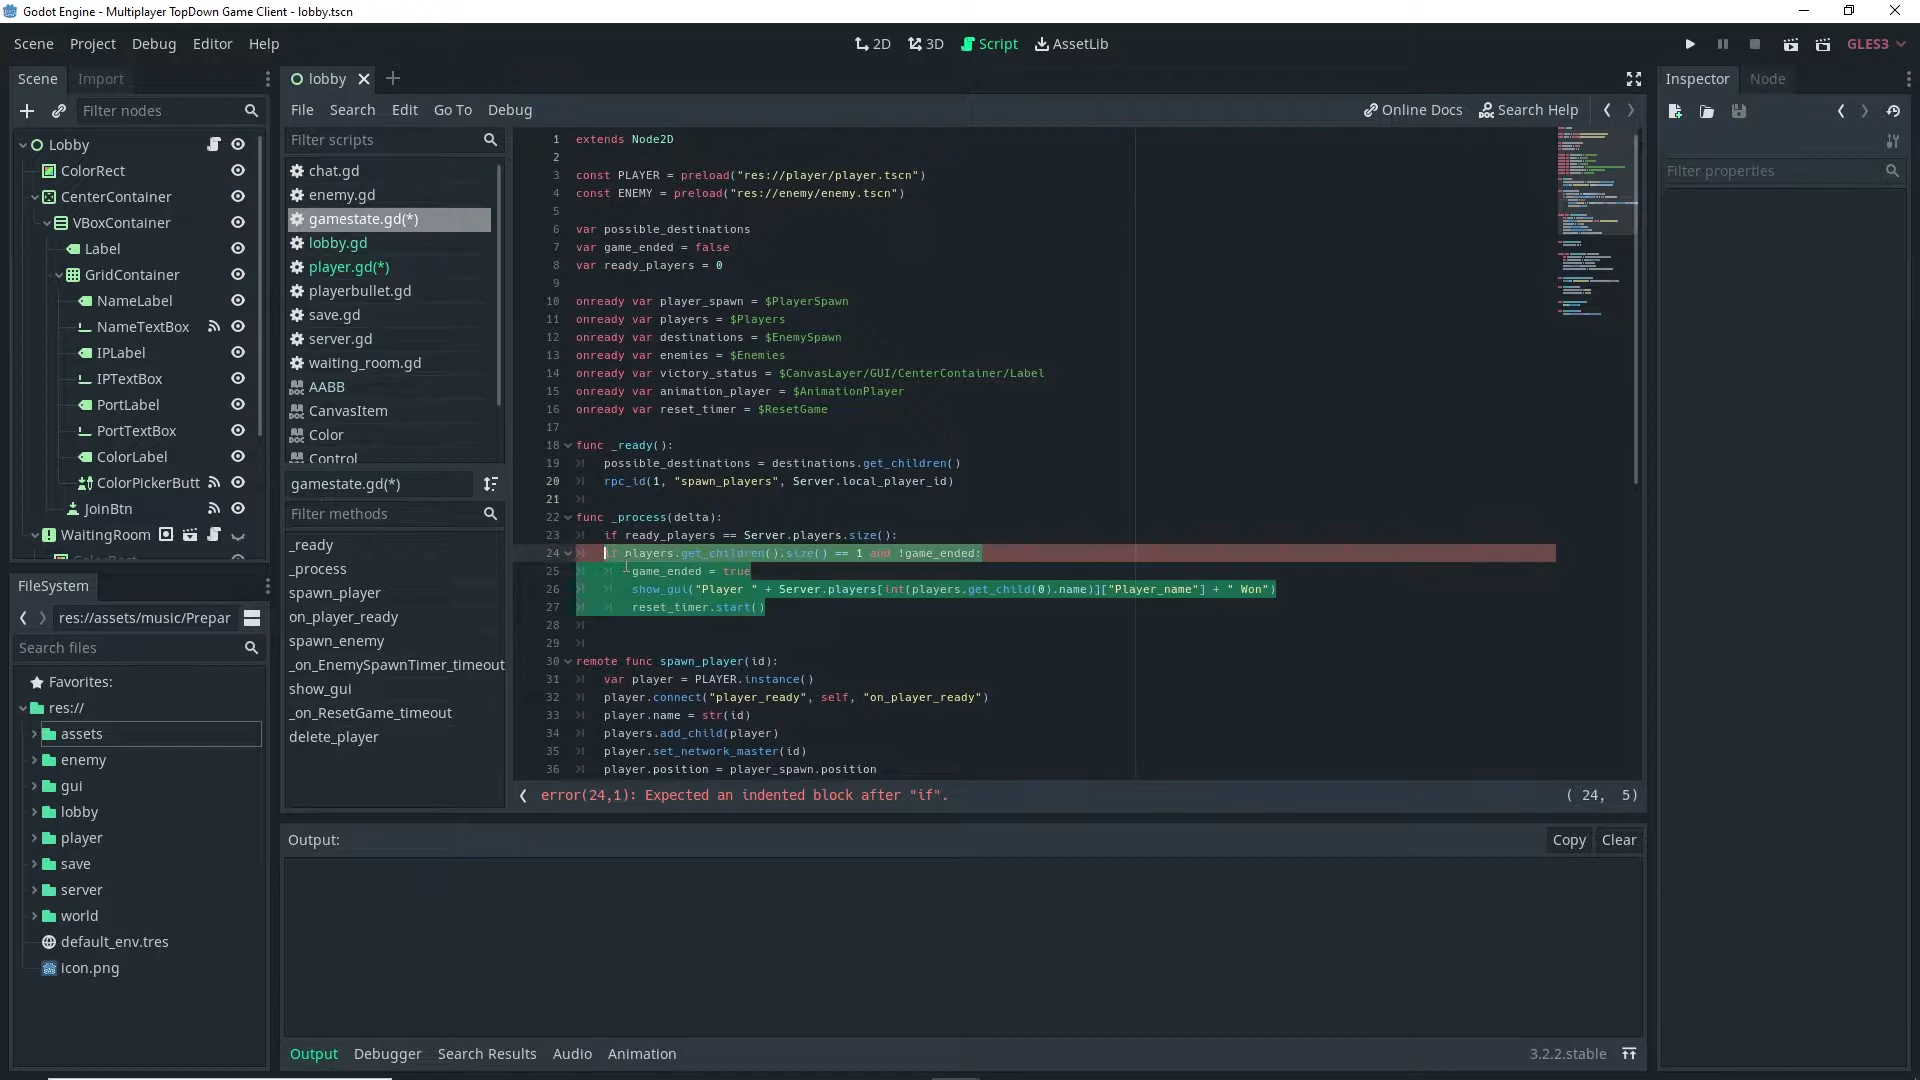 Godot Engine - Multiplayer TopDown Game Client - lobby.tscn
Scene Project Debug Editor Help
2D 3D Script AssetLib
GLES3
Scene Import
Filter nodes
Lobby
ColorRect
CenterContainer
VBoxContainer
Label
GridContainer
NameLabel
NameTextBox
IPLabel
IPTextBox
PortLabel
PortTextBox
ColorLabel
ColorPickerButt
JoinBtn
WaitingRoom
FileSystem
res://assets/music/Prepar
Search files
Favorites:
res://
assets
enemy
gui
lobby
player
save
server
world
default_env.tres
icon.png
lobby
File Search Edit Go To Debug
Online Docs Search Help
Filter scripts
chat.gd
enemy.gd
gamestate.gd(*)
lobby.gd
player.gd(*)
playerbullet.gd
save.gd
server.gd
waiting_room.gd
AABB
CanvasItem
Color
Control
gamestate.gd(*)
Filter methods
_ready
_process
spawn_player
on_player_ready
spawn_enemy
_on_EnemySpawnTimer_timeout
show_gui
_on_ResetGame_timeout
delete_player
1 extends Node2D
2
3 const PLAYER = preload("res://player/player.tscn")
4 const ENEMY = preload("res://enemy/enemy.tscn")
5
6 var possible_destinations
7 var game_ended = false
8 var ready_players = 0
9
10 onready var player_spawn = $PlayerSpawn
11 onready var players = $Players
12 onready var destinations = $EnemySpawn
13 onready var enemies = $Enemies
14 onready var victory_status = $CanvasLayer/GUI/CenterContainer/Label
15 onready var animation_player = $AnimationPlayer
16 onready var reset_timer = $ResetGame
17
18 func _ready():
19 possible_destinations = destinations.get_children()
20 rpc_id(1, "spawn_players", Server.local_player_id)
21
22 func _process(delta):
23 if ready_players == Server.players.size():
24 if players.get_children().size() == 1 and !game_ended:
25 game_ended = true
26 show_gui("Player " + Server.players[int(players.get_child(0).name)]["Player_name"] + " Won")
27 reset_timer.start()
28
29
30 remote func spawn_player(id):
31 var player = PLAYER.instance()
32 player.connect("player_ready", self, "on_player_ready")
33 player.name = str(id)
34 players.add_child(player)
35 player.set_network_master(id)
36 player.position = player_spawn.position
error(24,1): Expected an indented block after "if".
( 24, 5)
Output:
Copy Clear
Output Debugger Search Results Audio Animation
3.2.2.stable
Inspector Node
Filter properties